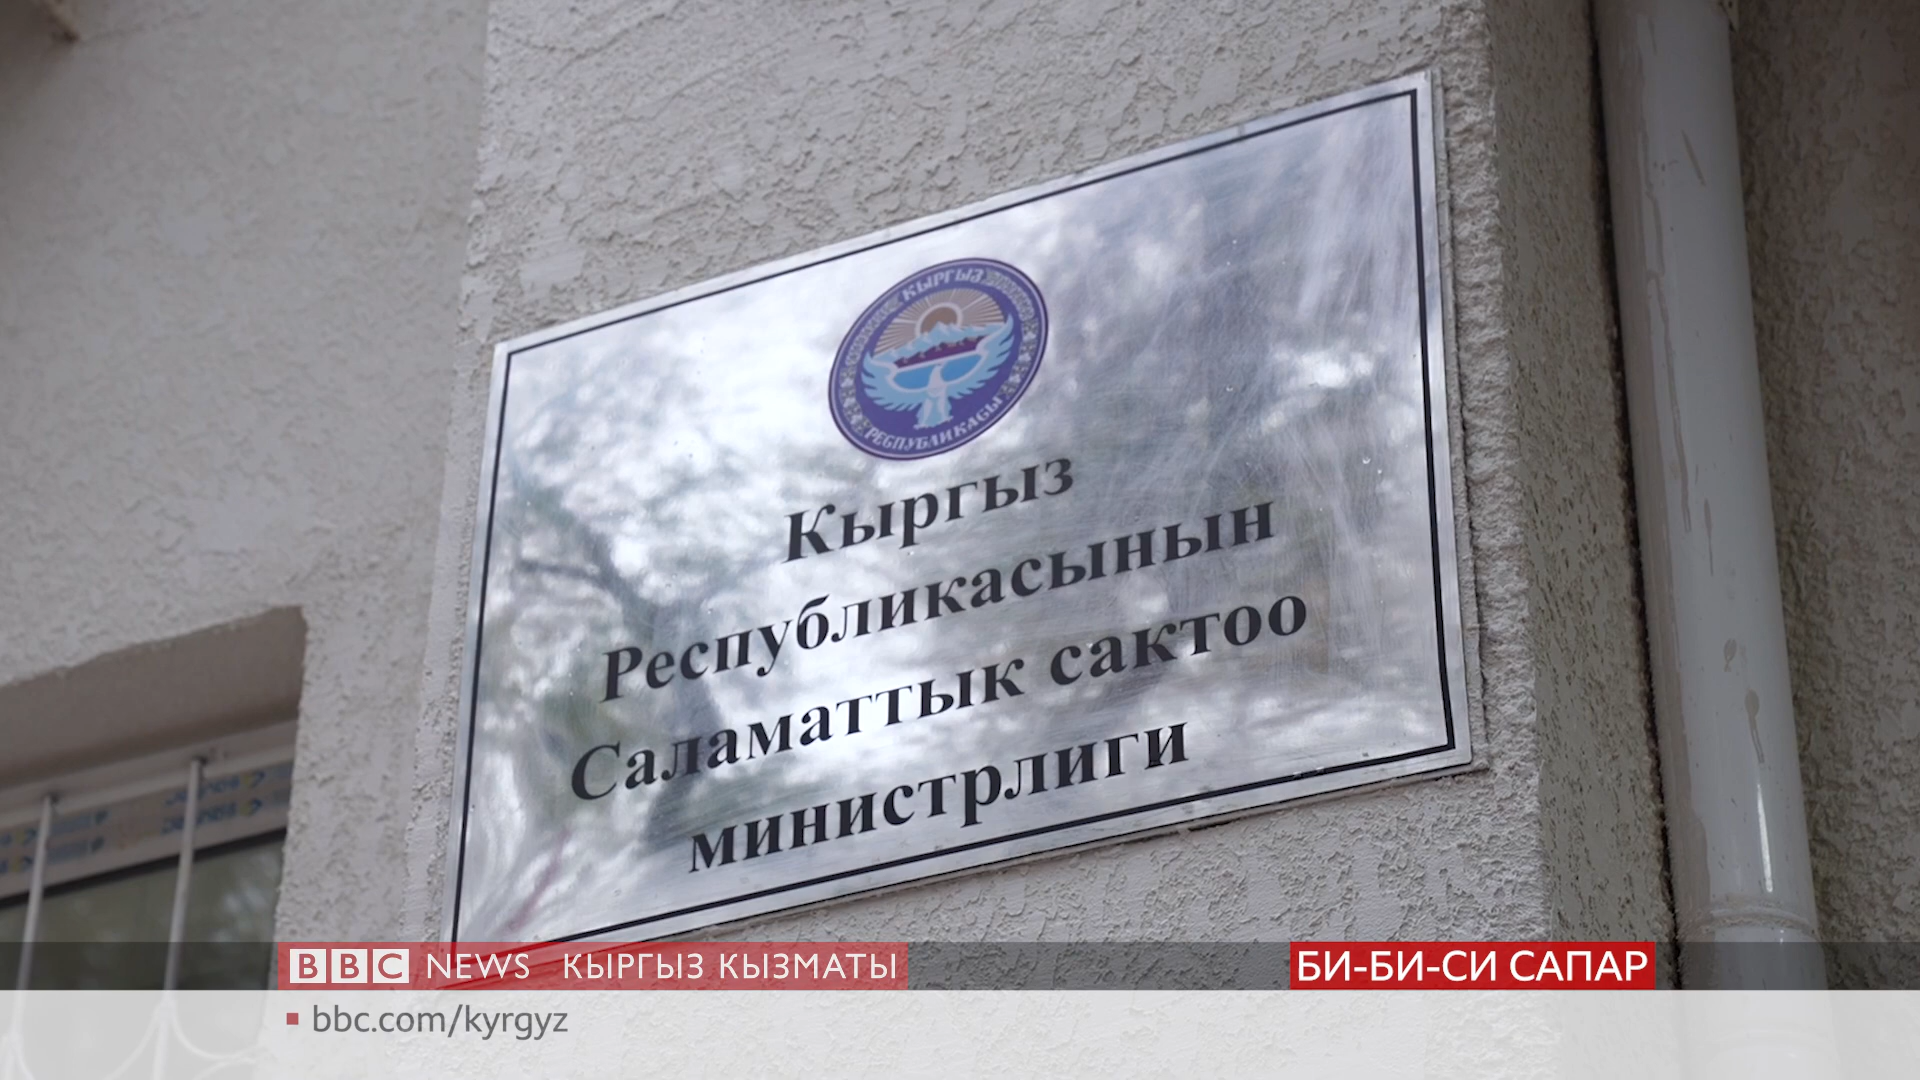 КЫРГЫЗ
РЕСПУБЛИКАСЫ
Кыргыз
Республикасынын
Саламаттык сактоо
министрлиги
BBC NEWS КЫРГЫЗ КЫЗМАТЫ
БИ-БИ-СИ САПАР
bbc.com/kyrgyz